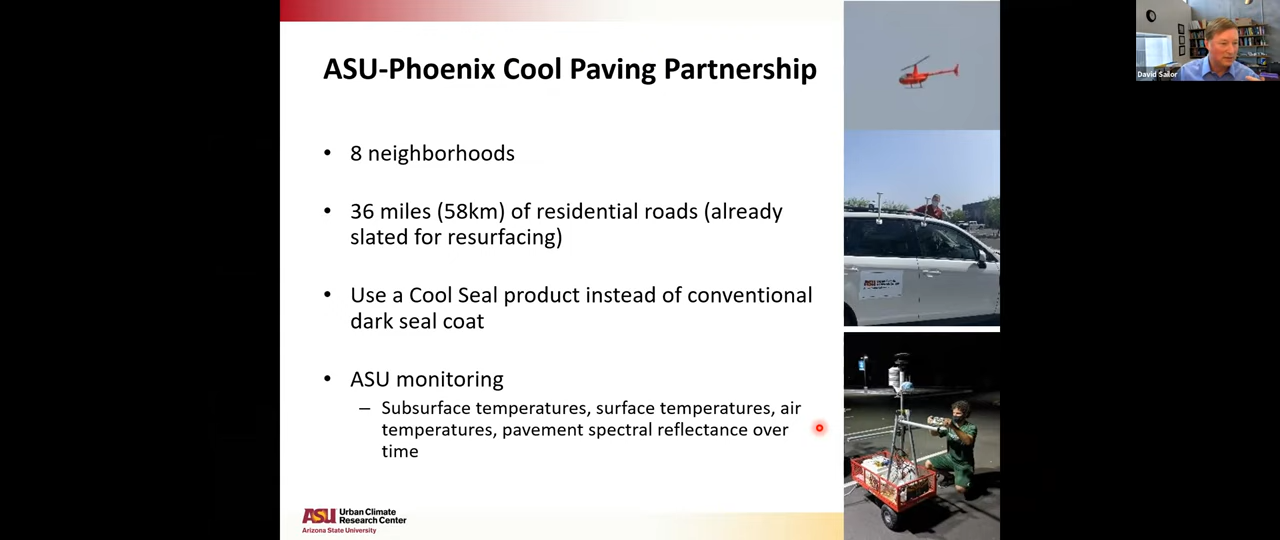 ASU-Phoenix Cool Paving Partnership
• 8 neighborhoods
• 36 miles (58km) of residential roads (already
slated for resurfacing)
• Use a Cool Seal product instead of conventional
dark seal coat
• ASU monitoring
– Subsurface temperatures, surface temperatures, air
temperatures, pavement spectral reflectance over
time
ASU Urban Climate
Research Center
Arizona State University
David Sailor
ASU